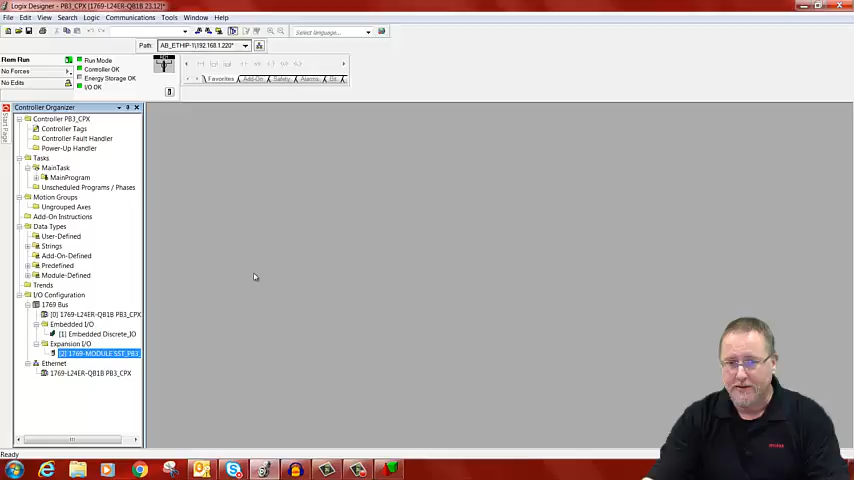 Logix Designer - PB3_CPX [1769-L24ER-QB1B 23.12]*
File Edit View Search Logic Communications Tools Window Help
Select language...
Path: AB_ETHIP-1\192.168.1.220*
Rem Run
No Forces
No Edits
Run Mode
Controller OK
Energy Storage OK
I/O OK
Favorites Add-On Safety Alarms Bit
Controller Organizer
Start Page
Controller PB3_CPX
Controller Tags
Controller Fault Handler
Power-Up Handler
Tasks
MainTask
MainProgram
Unscheduled Programs / Phases
Motion Groups
Ungrouped Axes
Add-On Instructions
Data Types
User-Defined
Strings
Add-On-Defined
Predefined
Module-Defined
Trends
I/O Configuration
1769 Bus
[0] 1769-L24ER-QB1B PB3_CPX
Embedded I/O
[1] Embedded Discrete_IO
Expansion I/O
[2] 1769-MODULE SST_PB3_
Ethernet
1769-L24ER-QB1B PB3_CPX
Ready
molex